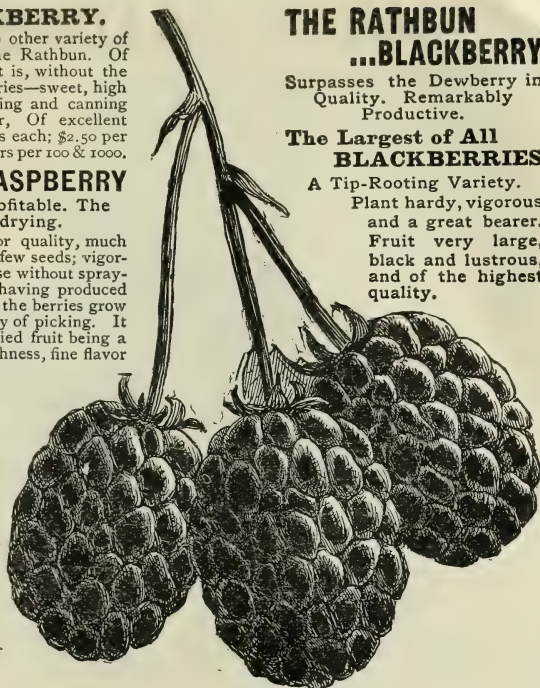 KBERRY.
other variety of
e Rathbun. Of
t is, without the
ries—sweet, high
ing and canning
r, Of excellent
s each; $2.50 per
rs per 100 & 1000.
ASPBERRY
ofitable. The
drying.
or quality, much
few seeds; vigor-
se without spray-
having produced
the berries grow
y of picking. It
ied fruit being a
hness, fine flavor
THE RATHBUN
...BLACKBERRY
Surpasses the Dewberry in
Quality. Remarkably
Productive.
The Largest of All
BLACKBERRIES
A Tip-Rooting Variety.
Plant hardy, vigorous
and a great bearer.
Fruit very large,
black and lustrous,
and of the highest
quality.